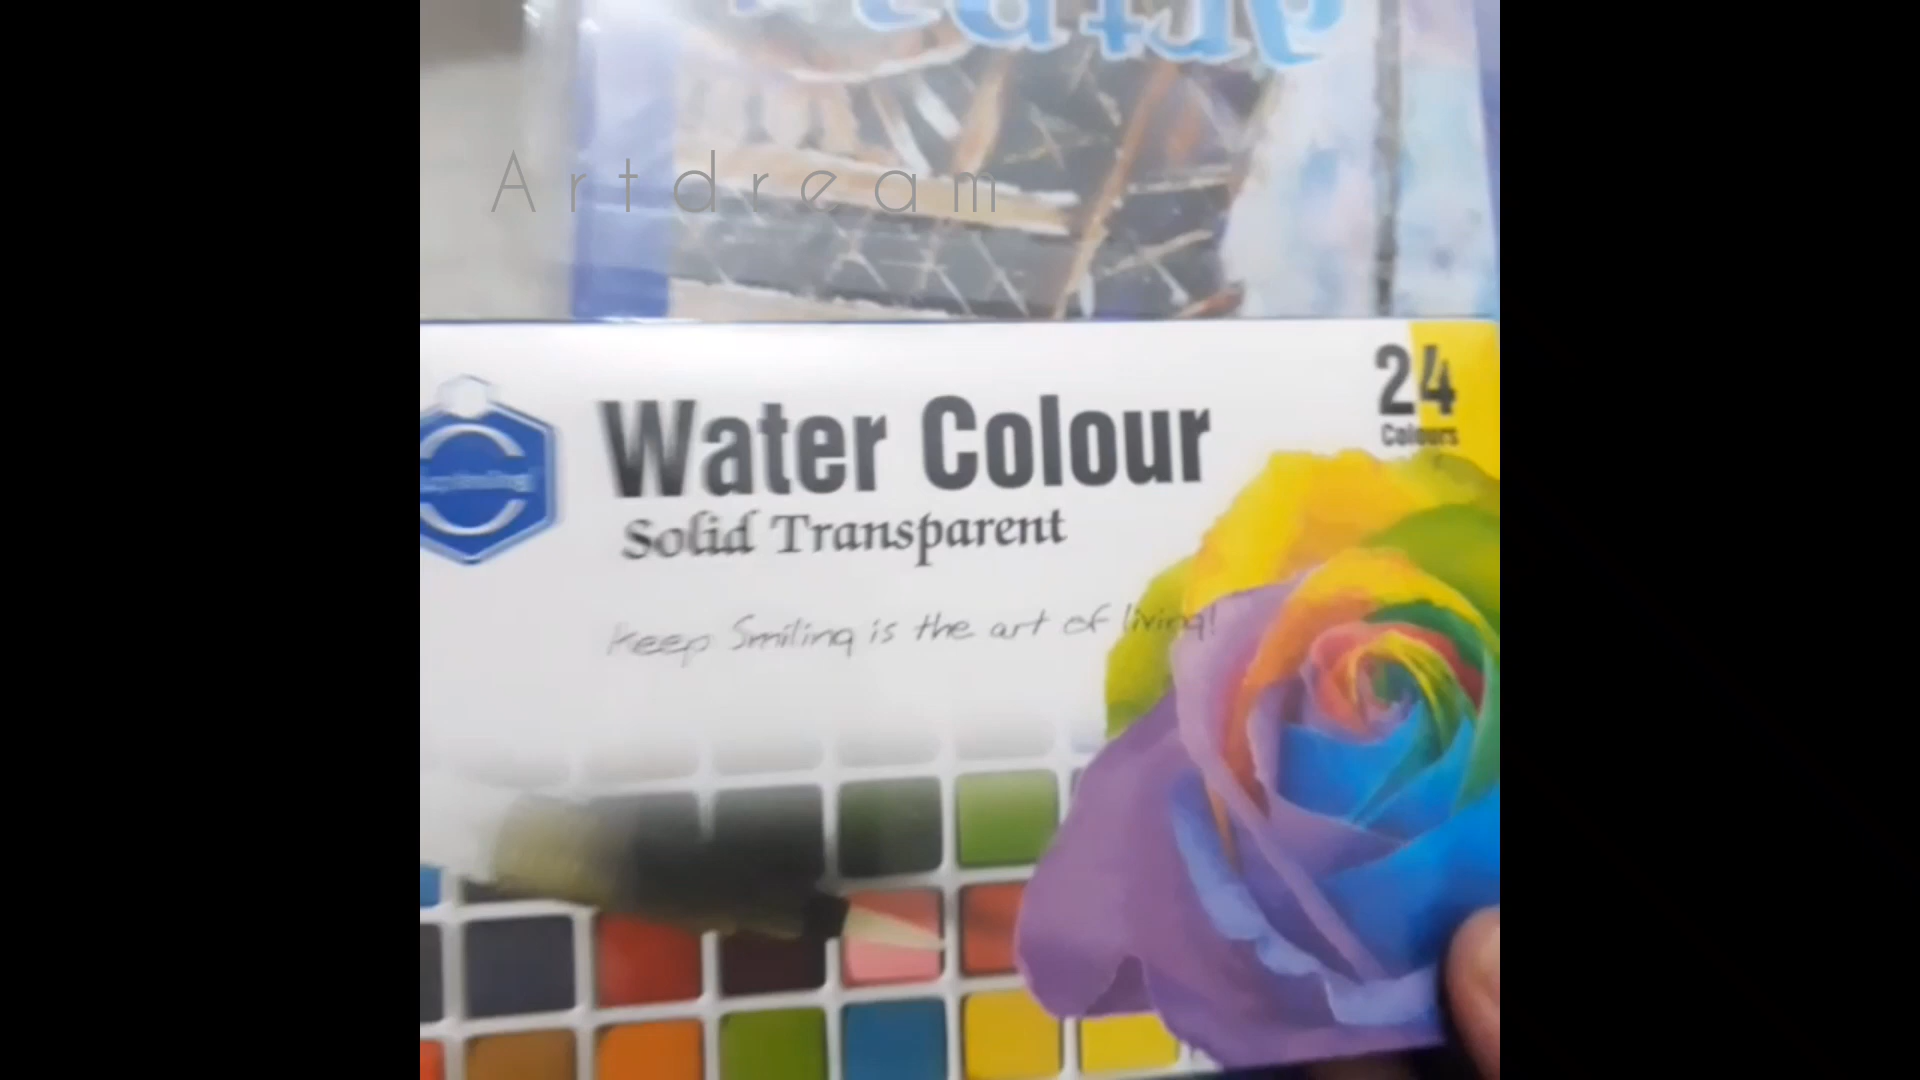 Artdream
24
Colours
Water Colour
Solid Transparent
Keep Smiling is the art of living!